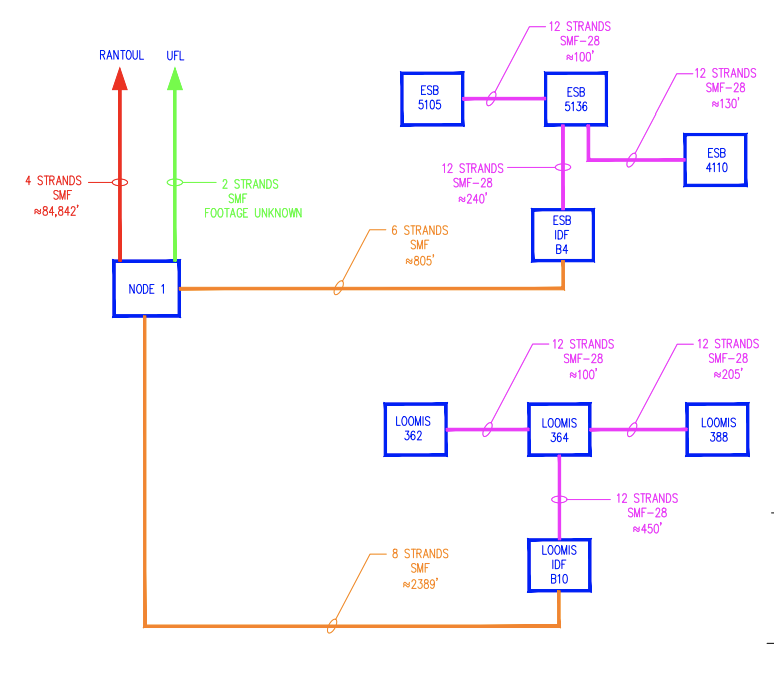 RANTOUL
UFL
4 STRANDS
SMF
≈84,842'
2 STRANDS
SMF
FOOTAGE UNKNOWN
NODE 1
12 STRANDS
SMF-28
≈100'
ESB
5105
ESB
5136
12 STRANDS
SMF-28
≈130'
ESB
4110
12 STRANDS
SMF-28
≈240'
ESB
IDF
B4
6 STRANDS
SMF
≈805'
12 STRANDS
SMF-28
≈100'
12 STRANDS
SMF-28
≈205'
LOOMIS
362
LOOMIS
364
LOOMIS
388
12 STRANDS
SMF-28
≈450'
LOOMIS
IDF
B10
8 STRANDS
SMF
≈2389'